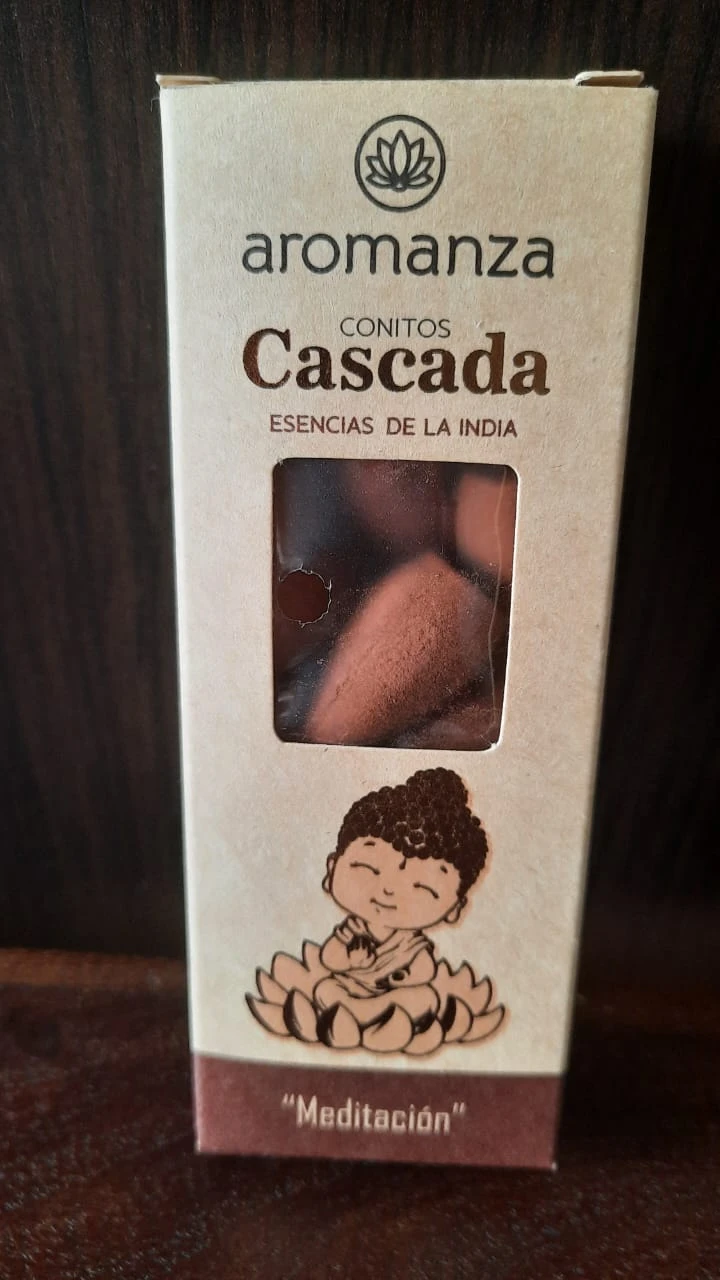 aromanza
CONITOS
Cascada
ESENCIAS DE LA INDIA
"Meditación"